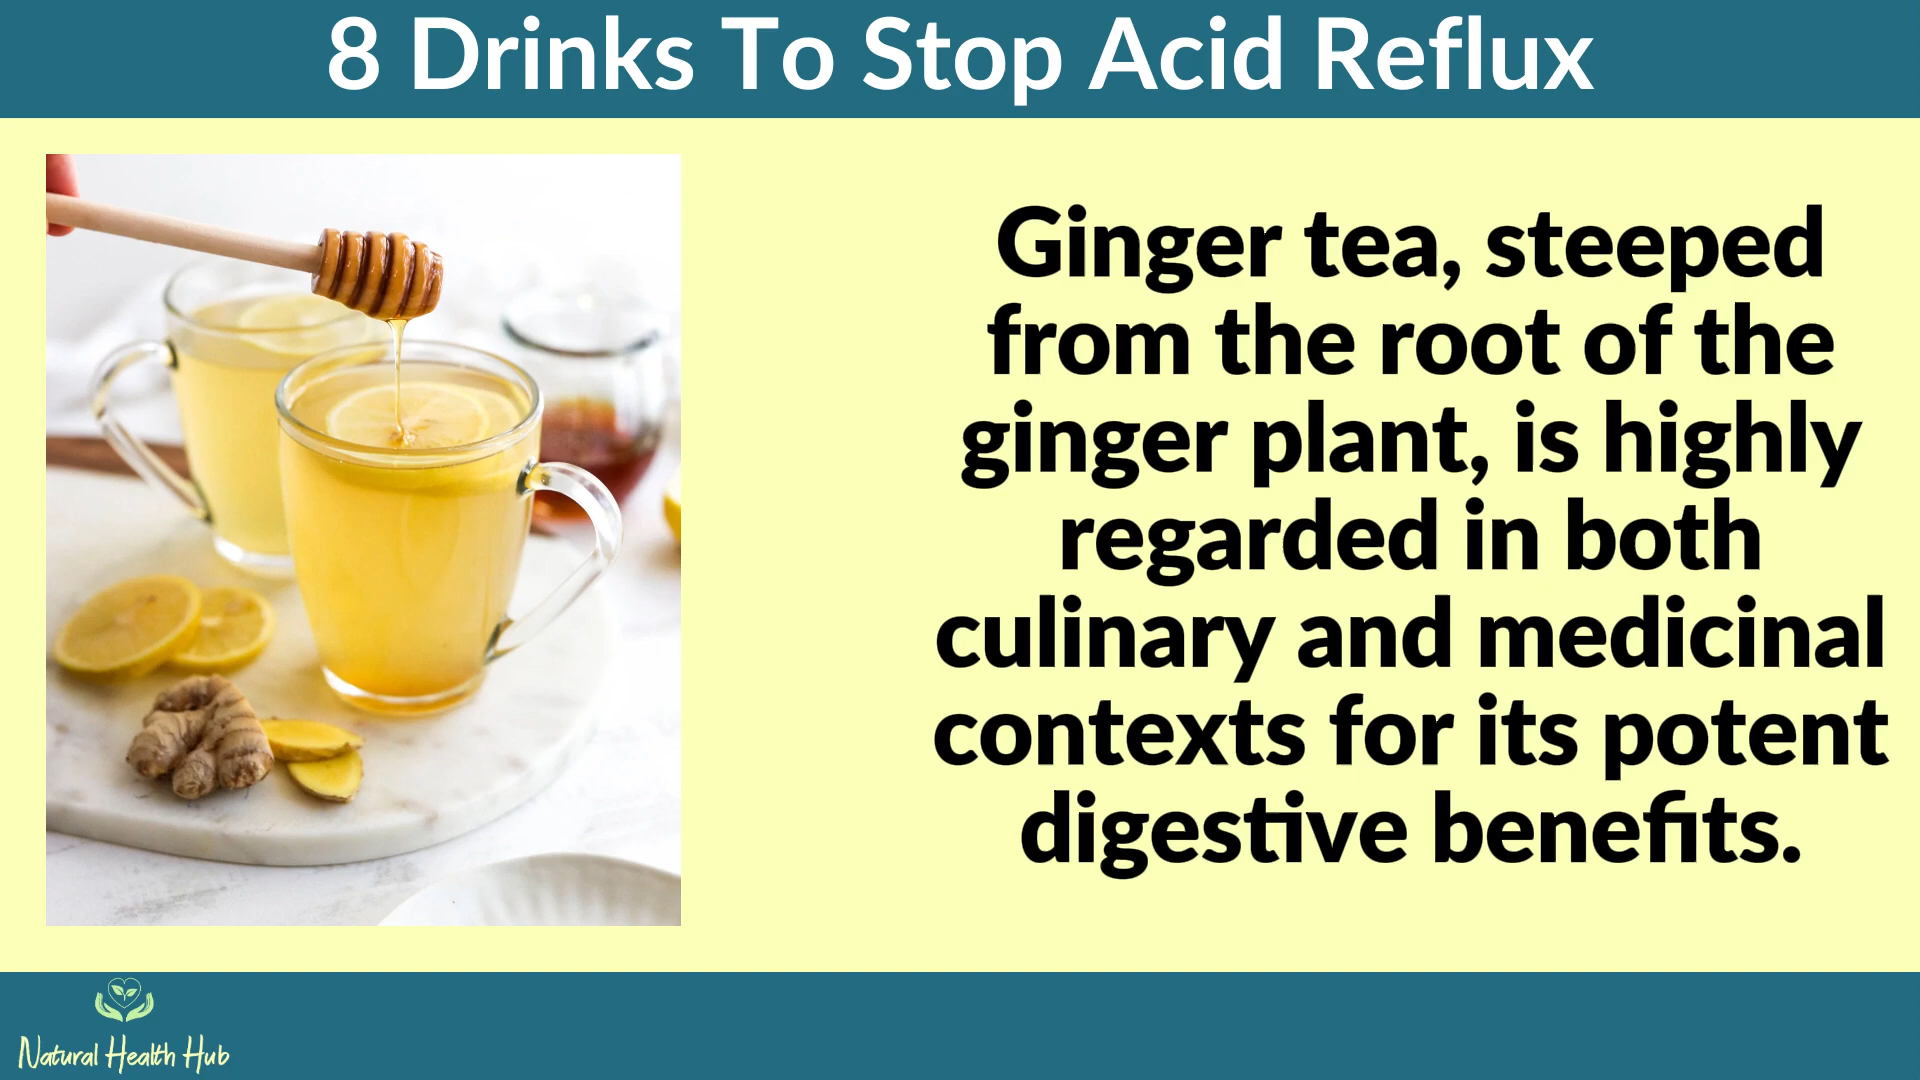 8 Drinks To Stop Acid Reflux
Ginger tea, steeped
from the root of the
ginger plant, is highly
regarded in both
culinary and medicinal
contexts for its potent
digestive benefits.
Natural Health Hub